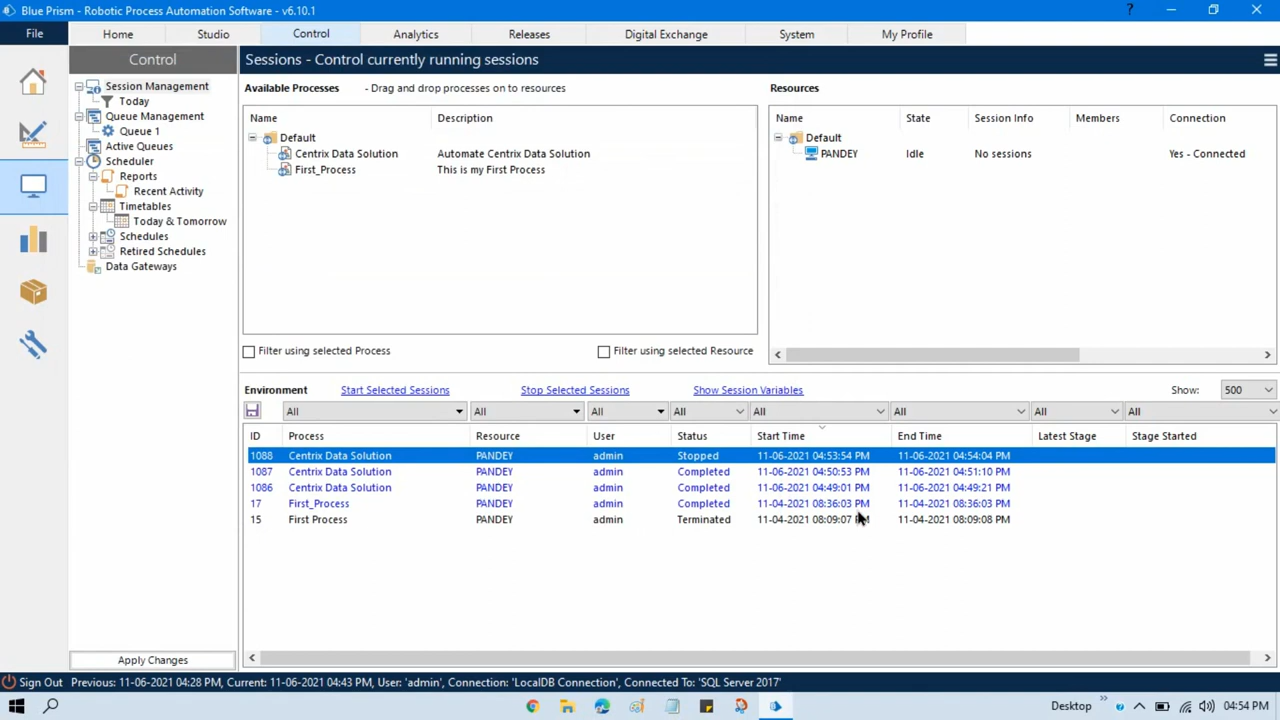 Blue Prism - Robotic Process Automation Software - v6.10.1 ?
File Home Studio Control Analytics Releases Digital Exchange System My Profile
Control
Session Management
Today
Queue Management
Queue 1
Active Queues
Scheduler
Reports
Recent Activity
Timetables
Today & Tomorrow
Schedules
Retired Schedules
Data Gateways
Apply Changes
Sessions - Control currently running sessions
Available Processes - Drag and drop processes on to resources
Name Description
Default
Centrix Data Solution Automate Centrix Data Solution
First_Process This is my First Process
Filter using selected Process
Filter using selected Resource
Resources
Name State Session Info Members Connection
Default
PANDEY Idle No sessions Yes - Connected
Environment Start Selected Sessions Stop Selected Sessions Show Session Variables Show: 500
All All All All All All All All
ID Process Resource User Status Start Time End Time Latest Stage Stage Started
1088 Centrix Data Solution PANDEY admin Stopped 11-06-2021 04:53:54 PM 11-06-2021 04:54:04 PM
1087 Centrix Data Solution PANDEY admin Completed 11-06-2021 04:50:53 PM 11-06-2021 04:51:10 PM
1086 Centrix Data Solution PANDEY admin Completed 11-06-2021 04:49:01 PM 11-06-2021 04:49:21 PM
17 First_Process PANDEY admin Completed 11-04-2021 08:36:03 PM 11-04-2021 08:36:03 PM
15 First Process PANDEY admin Terminated 11-04-2021 08:09:07 PM 11-04-2021 08:09:08 PM
Sign Out Previous: 11-06-2021 04:28 PM, Current: 11-06-2021 04:43 PM, User: 'admin', Connection: 'LocalDB Connection', Connected To: 'SQL Server 2017'
Desktop 04:54 PM